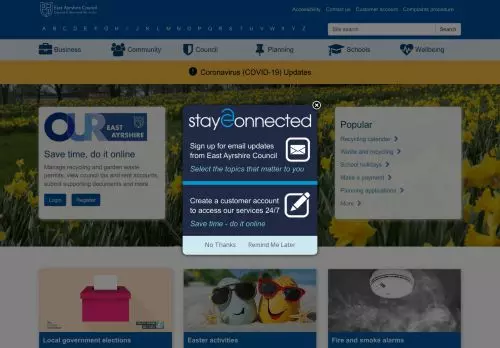 East Ayrshire Council
Accessibility Contact us Customer account Complaints procedure
A B C D E F G H I J K L M N O P Q R S T U V W X Y Z
Site search Search
Business Community Council Planning Schools Wellbeing
Coronavirus (COVID-19) Updates
OUR EAST AYRSHIRE
Save time, do it online
Manage recycling and garden waste
permits, view council tax and rent accounts,
submit supporting documents and more.
Login Register
stay connected
Sign up for email updates
from East Ayrshire Council
Select the topics that matter to you
Create a customer account
to access our services 24/7
Save time - do it online
No Thanks Remind Me Later
Popular
Recycling calendar
Waste and recycling
School holidays
Make a payment
Planning applications
More
Local government elections
Easter activities
Fire and smoke alarms